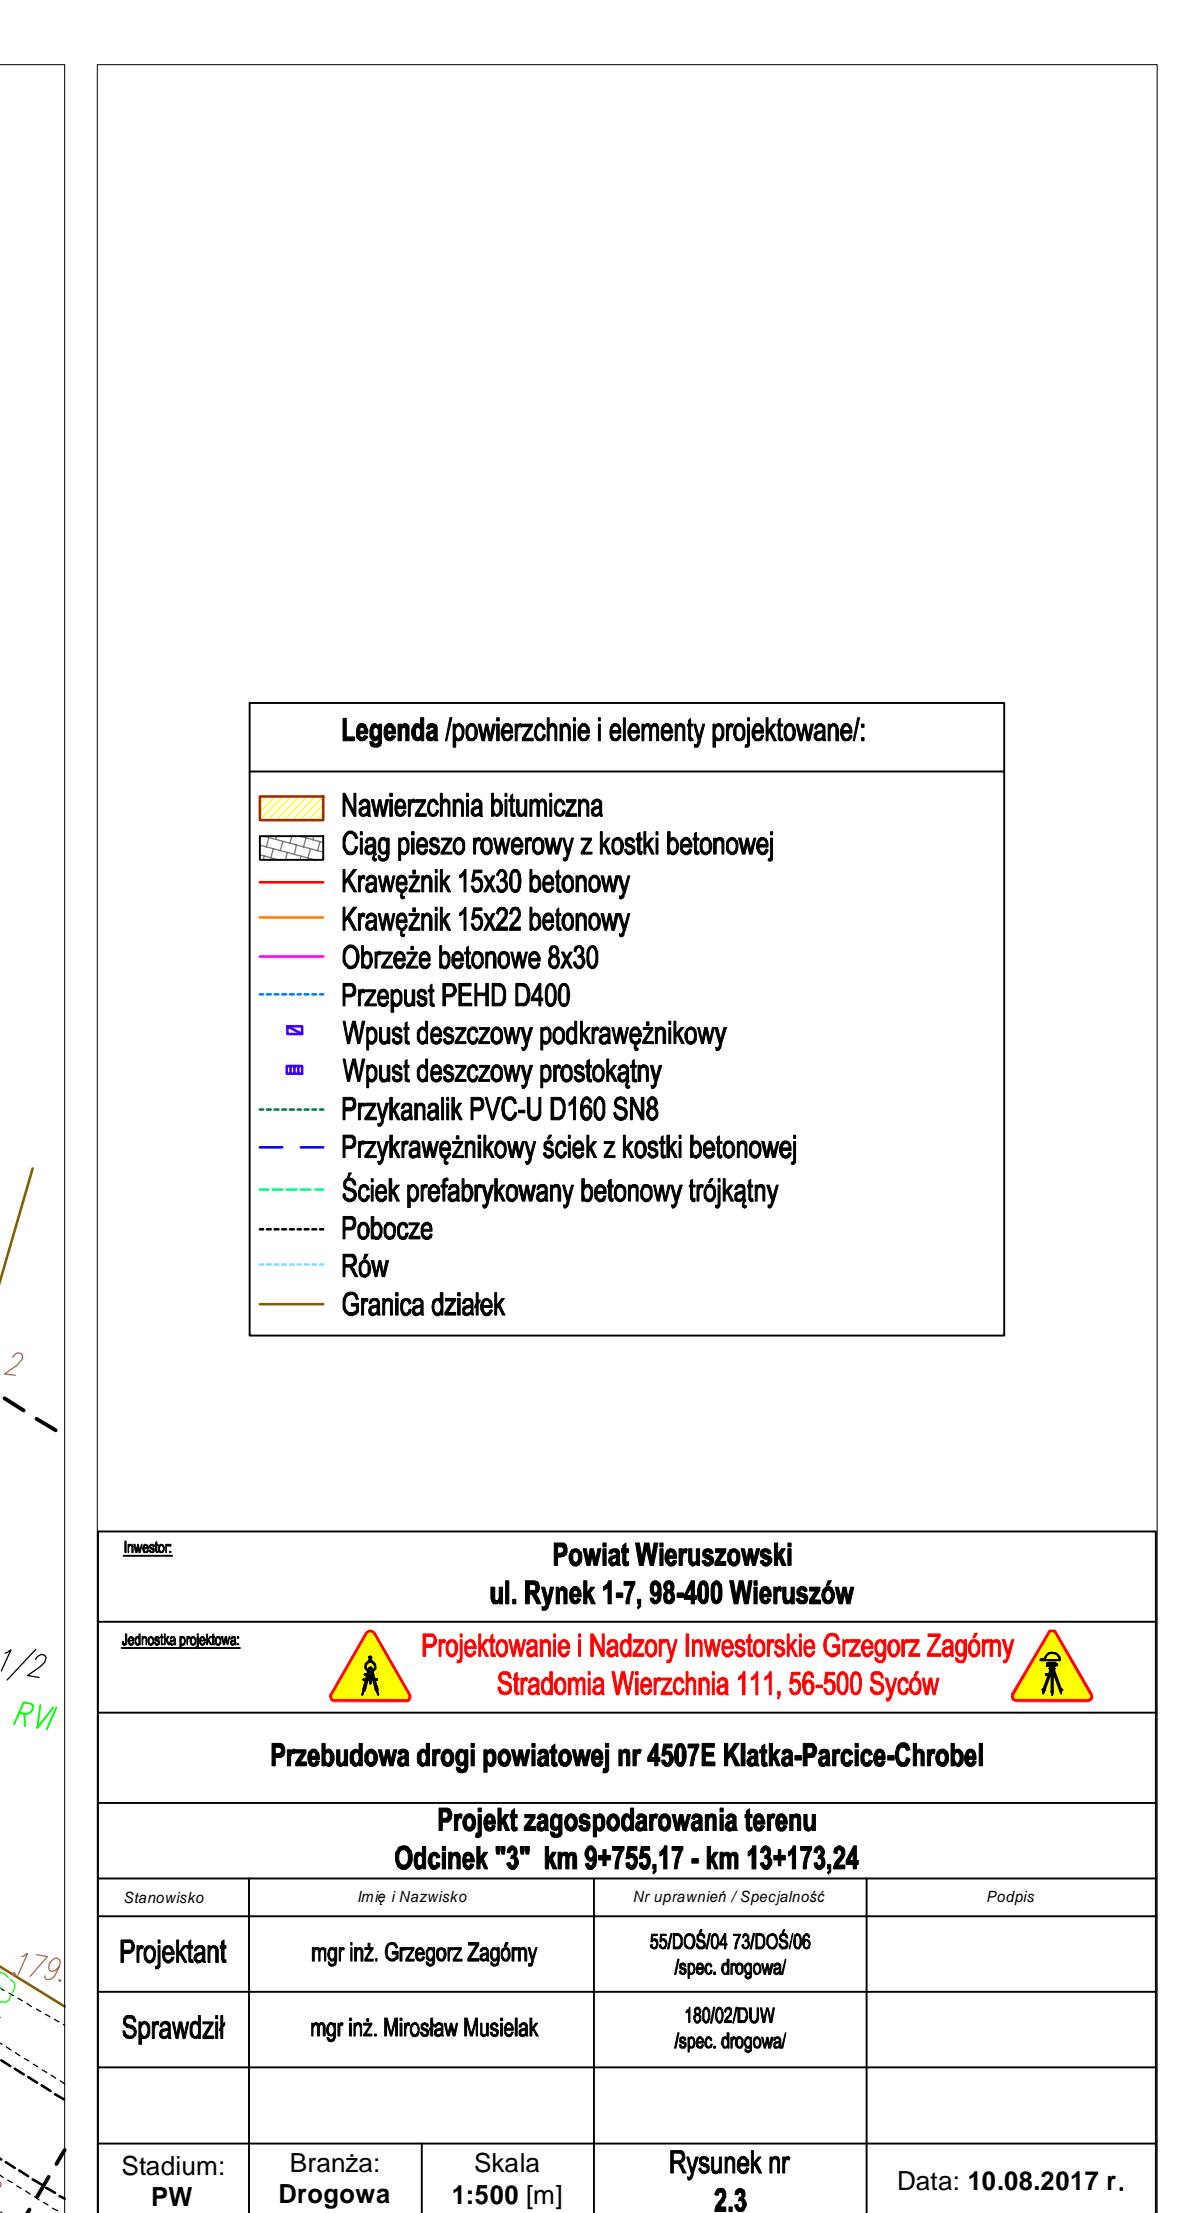 Legenda /powierzchnie i elementy projektowane/:
Nawierzchnia bitumiczna
Ciąg pieszo rowerowy z kostki betonowej
Krawężnik 15x30 betonowy
Krawężnik 15x22 betonowy
Obrzeże betonowe 8x30
Przepust PEHD D400
Wpust deszczowy podkrawężnikowy
Wpust deszczowy prostokątny
Przykanalik PVC-U D160 SN8
Przykrawężnikowy ściek z kostki betonowej
Ściek prefabrykowany betonowy trójkątny
Pobocze
Rów
Granica działek
2
1/2
RVI
179.
Inwestor:
Powiat Wieruszowski
ul. Rynek 1-7, 98-400 Wieruszów
Jednostka projektowa:
Projektowanie i Nadzory Inwestorskie Grzegorz Zagórny
Stradomia Wierzchnia 111, 56-500 Syców
Przebudowa drogi powiatowej nr 4507E Klatka-Parcice-Chrobel
Projekt zagospodarowania terenu
Odcinek "3" km 9+755,17 - km 13+173,24
Stanowisko Imię i Nazwisko Nr uprawnień / Specjalność Podpis
Projektant mgr inż. Grzegorz Zagórny 55/DOŚ/04 73/DOŚ/06
/spec. drogowa/
Sprawdził mgr inż. Mirosław Musielak 180/02/DUW
/spec. drogowa/
Stadium: Branża: Skala Rysunek nr Data: 10.08.2017 r.
PW Drogowa 1:500 [m] 2.3